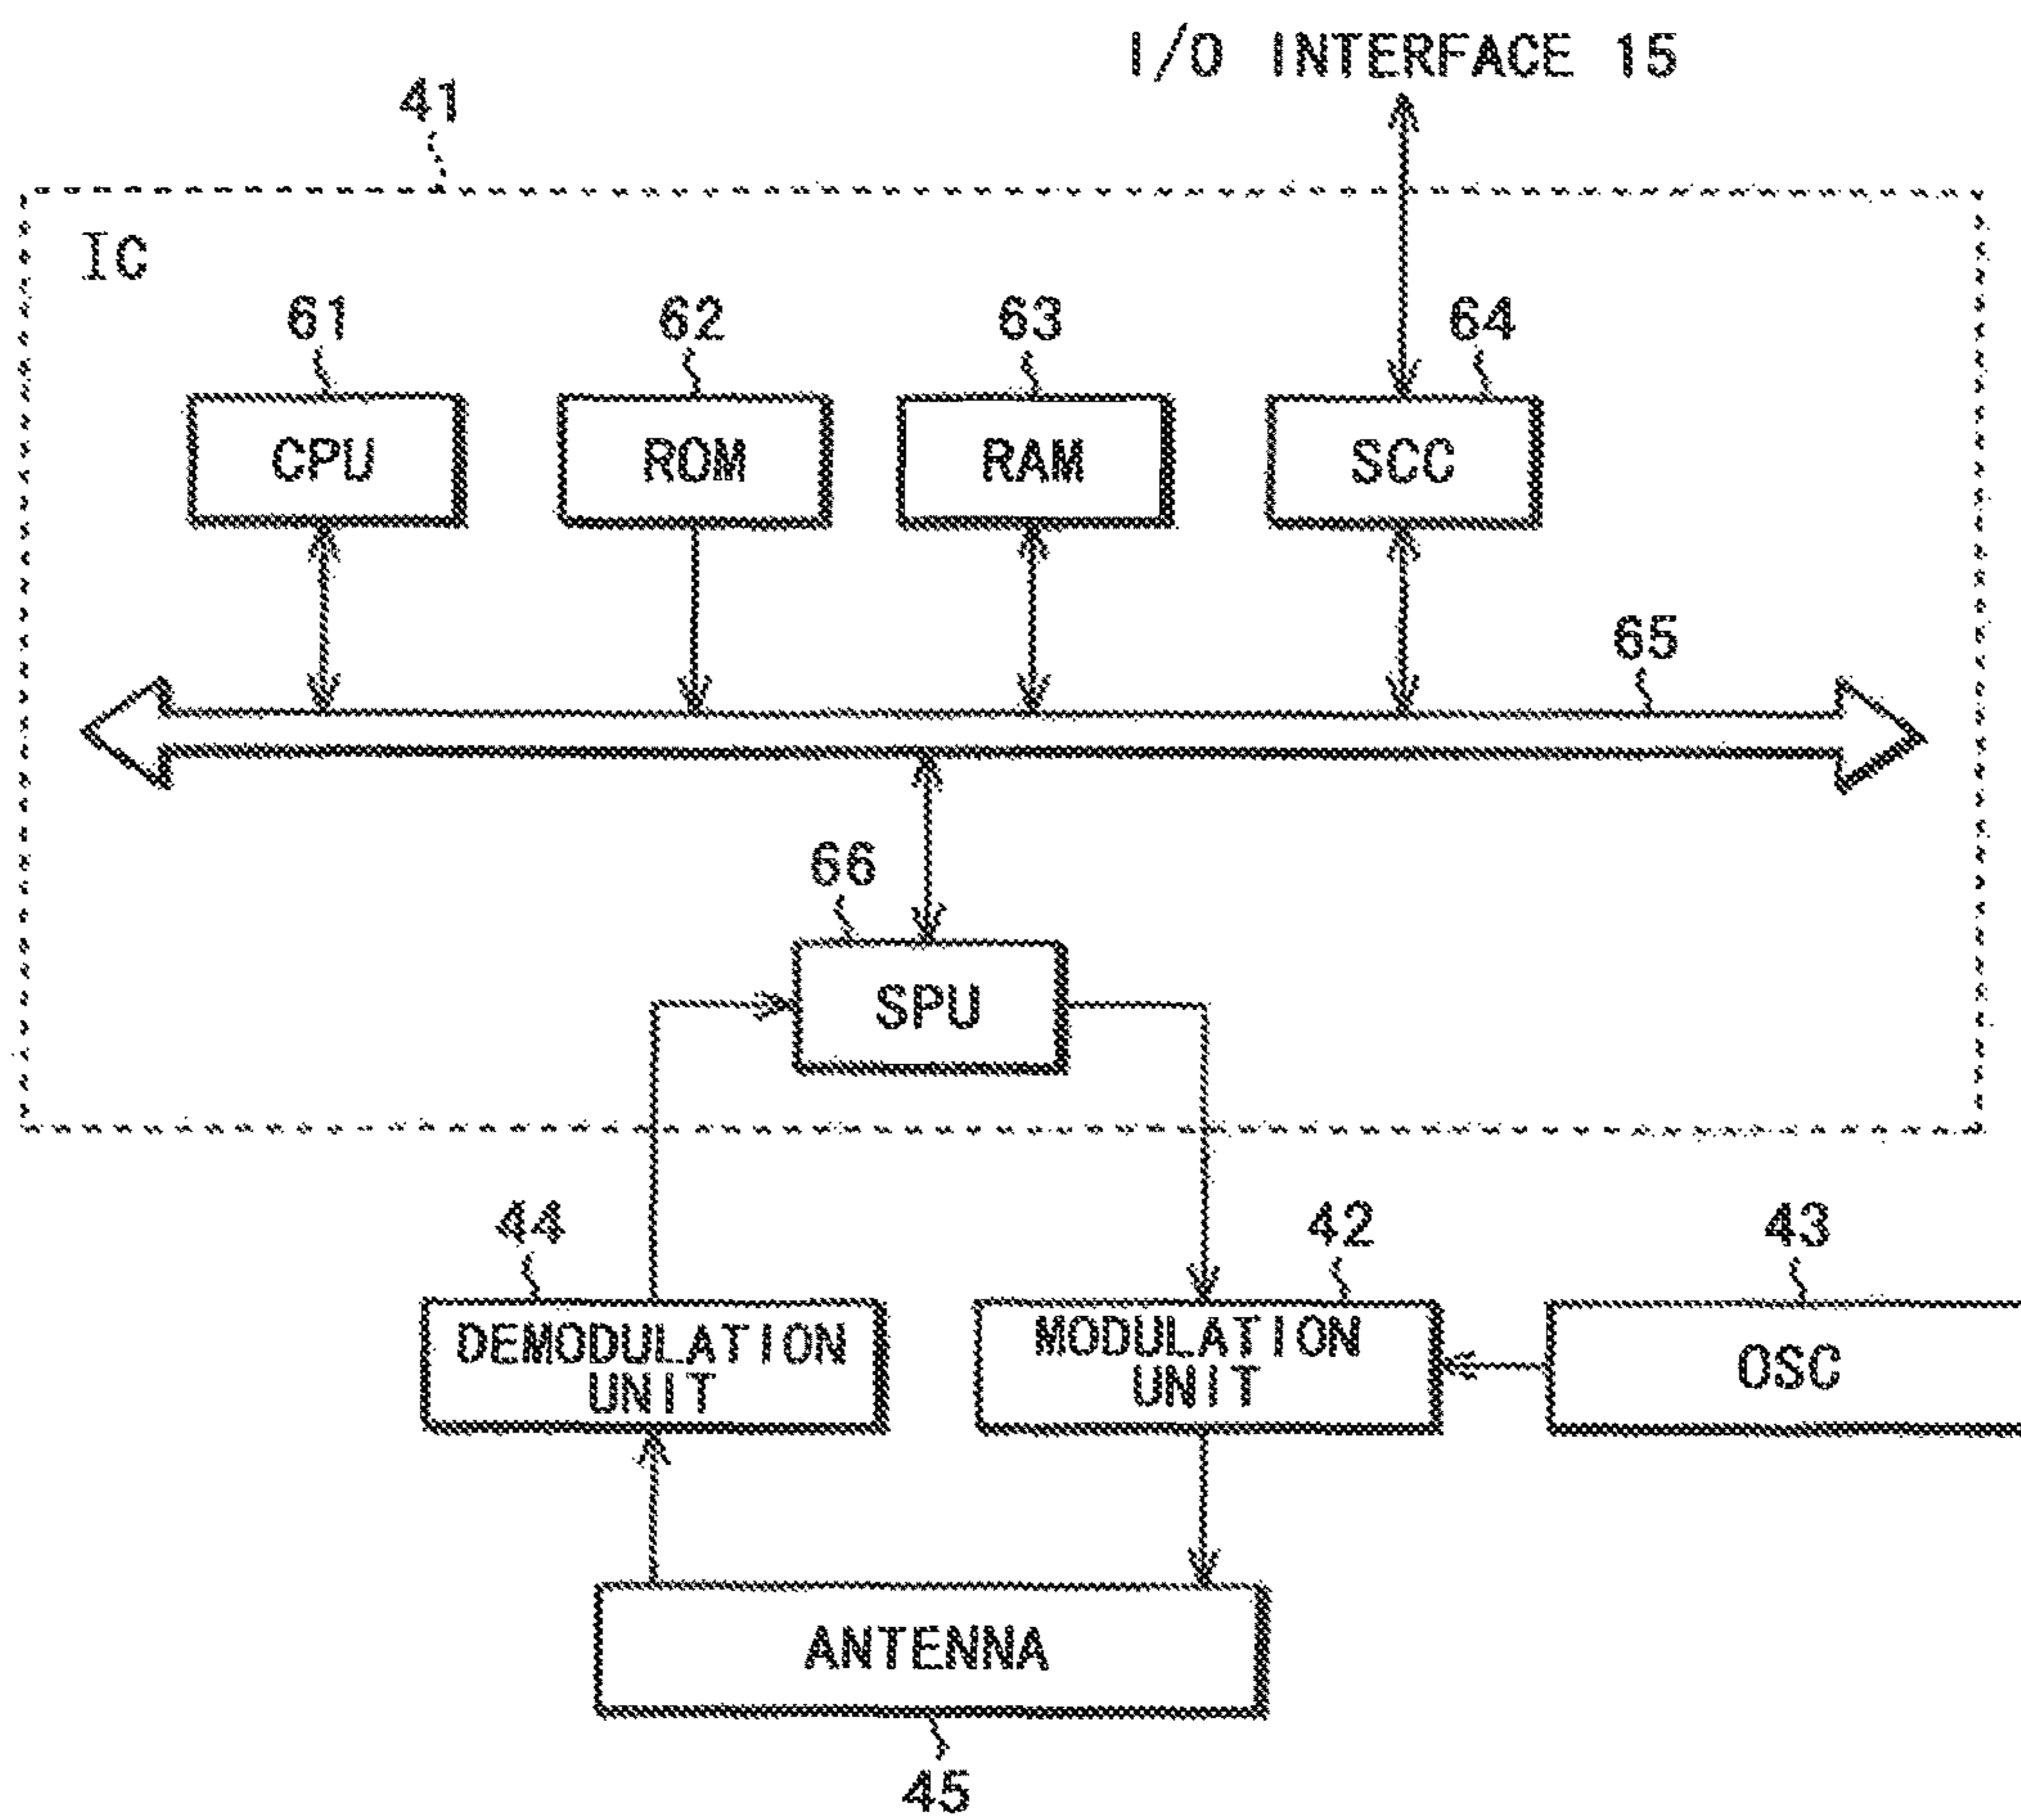 I/O INTERFACE 15
41
IC
61
62
63
64
CPU
ROM
RAM
SCC
65
66
SPU
44
42
43
DEMODULATION
UNIT
MODULATION
UNIT
OSC
ANTENNA
45